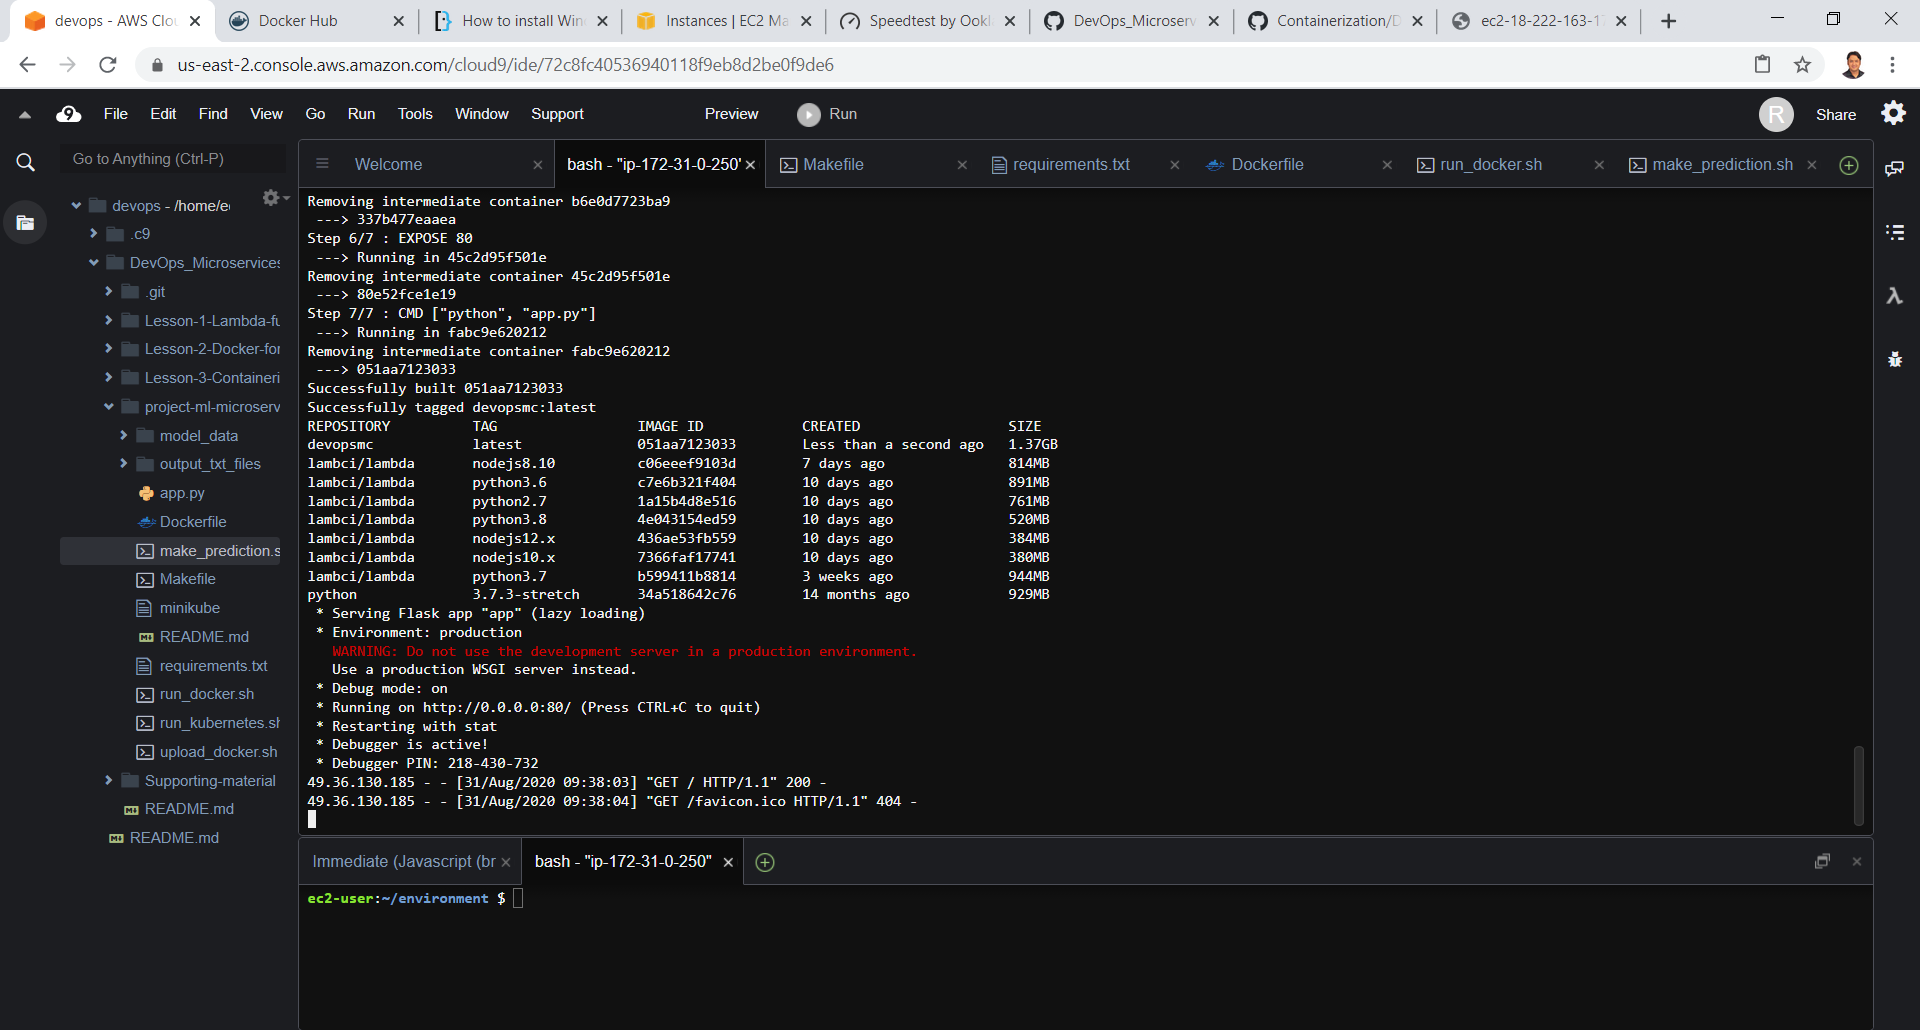 devops - AWS Clou
Docker Hub
How to install Win
Instances | EC2 Ma
Speedtest by Ookl
DevOps_Microserv
Containerization/D
ec2-18-222-163-17
us-east-2.console.aws.amazon.com/cloud9/ide/72c8fc40536940118f9eb8d2be0f9de6
9 File Edit Find View Go Run Tools Window Support Preview Run R Share
Go to Anything (Ctrl-P)
Welcome
bash - "ip-172-31-0-250"
Makefile
requirements.txt
Dockerfile
run_docker.sh
make_prediction.sh
devops - /home/e
.c9
DevOps_Microservices
.git
Lesson-1-Lambda-fu
Lesson-2-Docker-for
Lesson-3-Containeri
project-ml-microserv
model_data
output_txt_files
app.py
Dockerfile
make_prediction.s
Makefile
minikube
README.md
requirements.txt
run_docker.sh
run_kubernetes.sh
upload_docker.sh
Supporting-material
README.md
README.md
Removing intermediate container b6e0d7723ba9
---> 337b477eaaea
Step 6/7 : EXPOSE 80
---> Running in 45c2d95f501e
Removing intermediate container 45c2d95f501e
---> 80e52fce1e19
Step 7/7 : CMD ["python", "app.py"]
---> Running in fabc9e620212
Removing intermediate container fabc9e620212
---> 051aa7123033
Successfully built 051aa7123033
Successfully tagged devopsmc:latest
REPOSITORY TAG IMAGE ID CREATED SIZE
devopsmc latest 051aa7123033 Less than a second ago 1.37GB
lambci/lambda nodejs8.10 c06eeef9103d 7 days ago 814MB
lambci/lambda python3.6 c7e6b321f404 10 days ago 891MB
lambci/lambda python2.7 1a15b4d8e516 10 days ago 761MB
lambci/lambda python3.8 4e043154ed59 10 days ago 520MB
lambci/lambda nodejs12.x 436ae53fb559 10 days ago 384MB
lambci/lambda nodejs10.x 7366faf17741 10 days ago 380MB
lambci/lambda python3.7 b599411b8814 3 weeks ago 944MB
python 3.7.3-stretch 34a518642c76 14 months ago 929MB
* Serving Flask app "app" (lazy loading)
* Environment: production
WARNING: Do not use the development server in a production environment.
Use a production WSGI server instead.
* Debug mode: on
* Running on http://0.0.0.0:80/ (Press CTRL+C to quit)
* Restarting with stat
* Debugger is active!
* Debugger PIN: 218-430-732
49.36.130.185 - - [31/Aug/2020 09:38:03] "GET / HTTP/1.1" 200 -
49.36.130.185 - - [31/Aug/2020 09:38:04] "GET /favicon.ico HTTP/1.1" 404 -
Immediate (Javascript (br
bash - "ip-172-31-0-250"
ec2-user:~/environment $